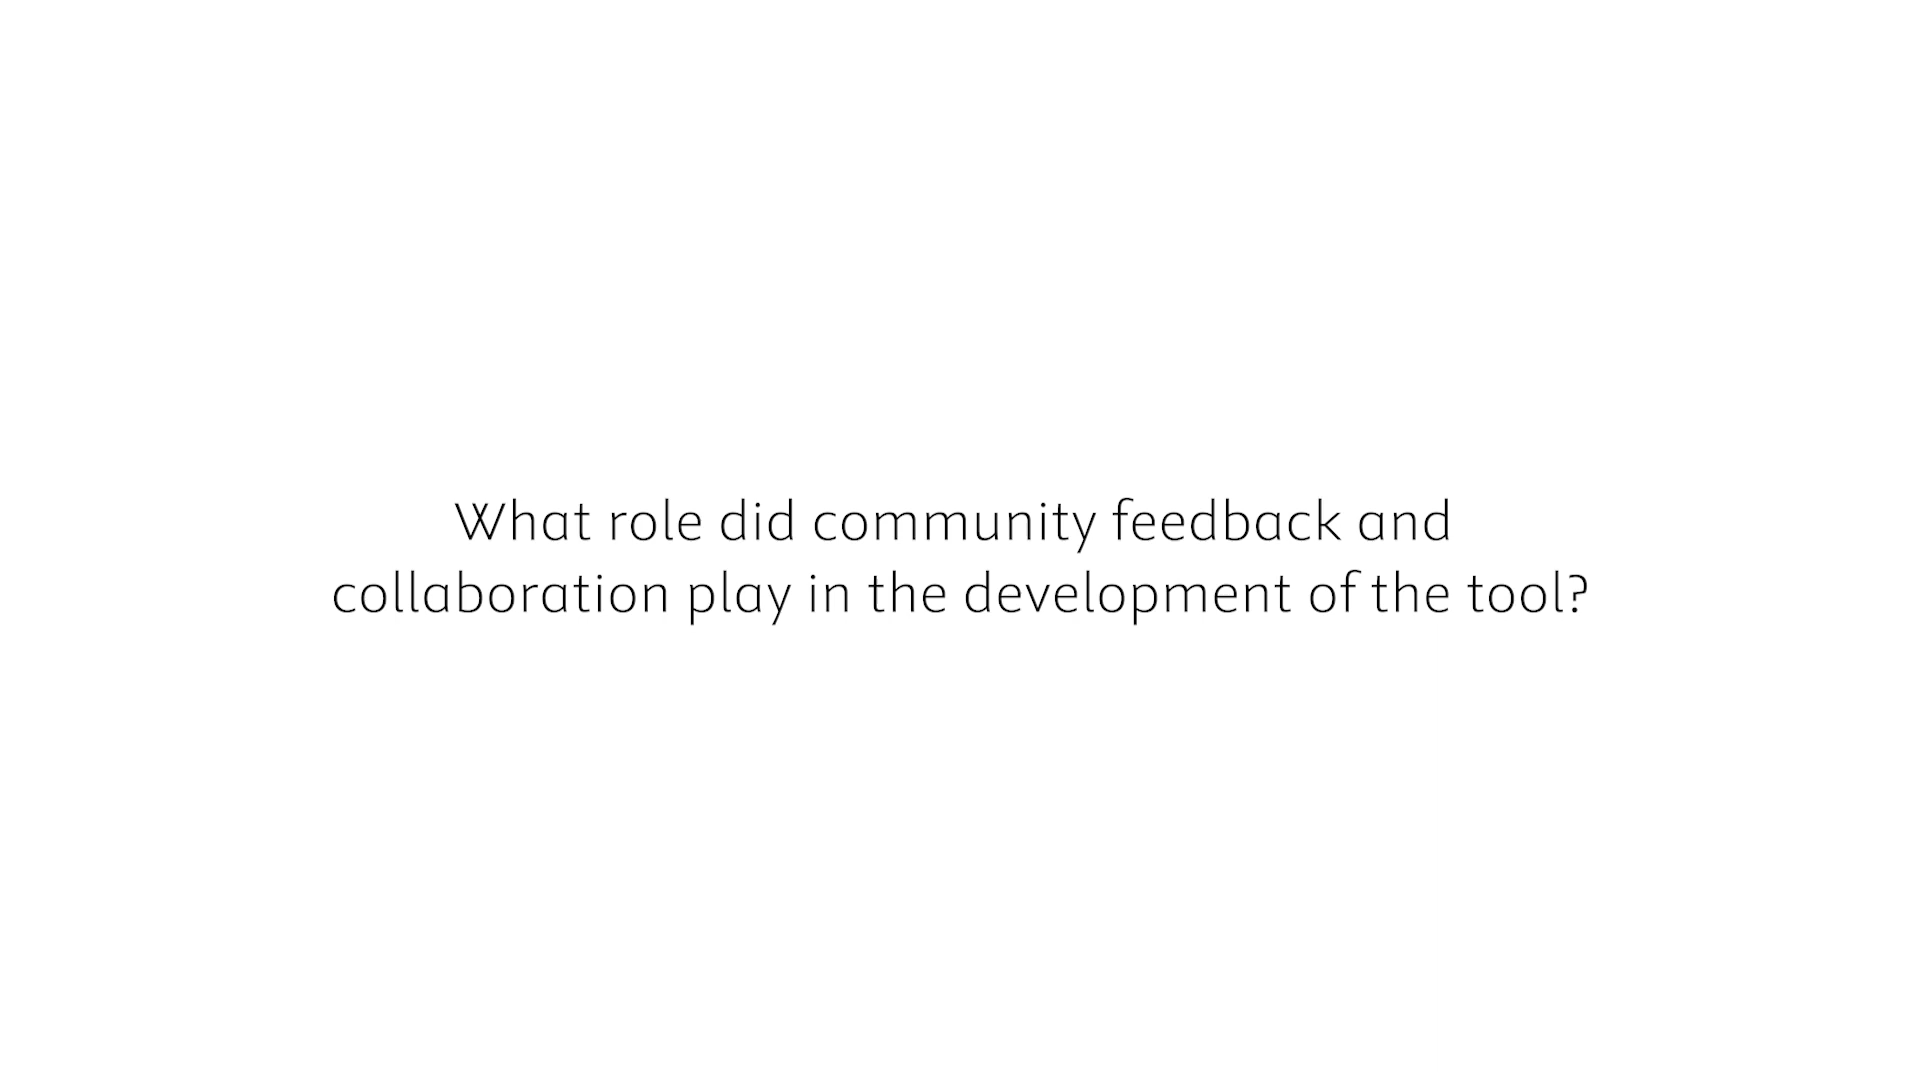 What role did community feedback and
collaboration play in the development of the tool?